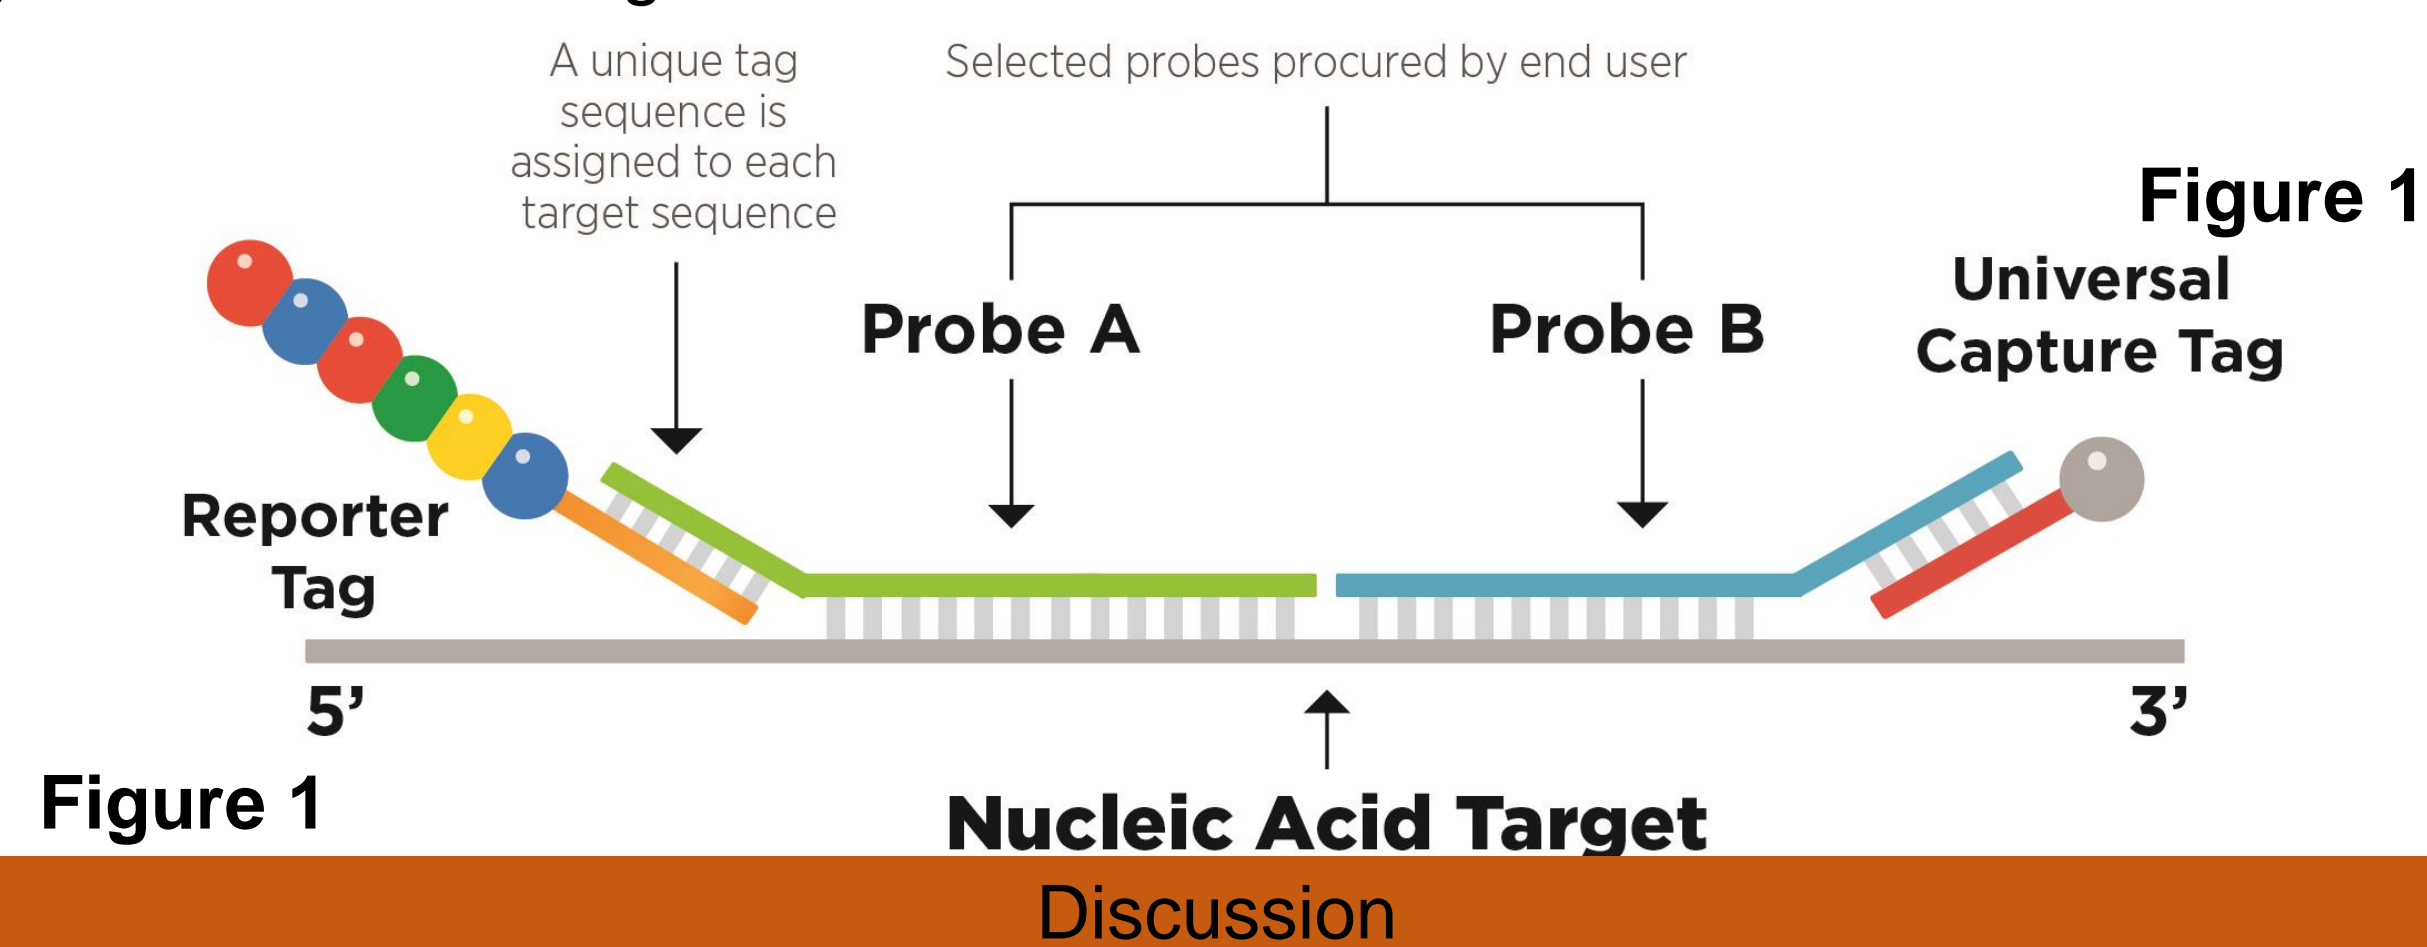 A unique tag
sequence is
assigned to each
target sequence
Selected probes procured by end user
Figure 1
Universal
Capture Tag
Probe A
Probe B
Reporter
Tag
5’
3’
Figure 1
Nucleic Acid Target
Discussion